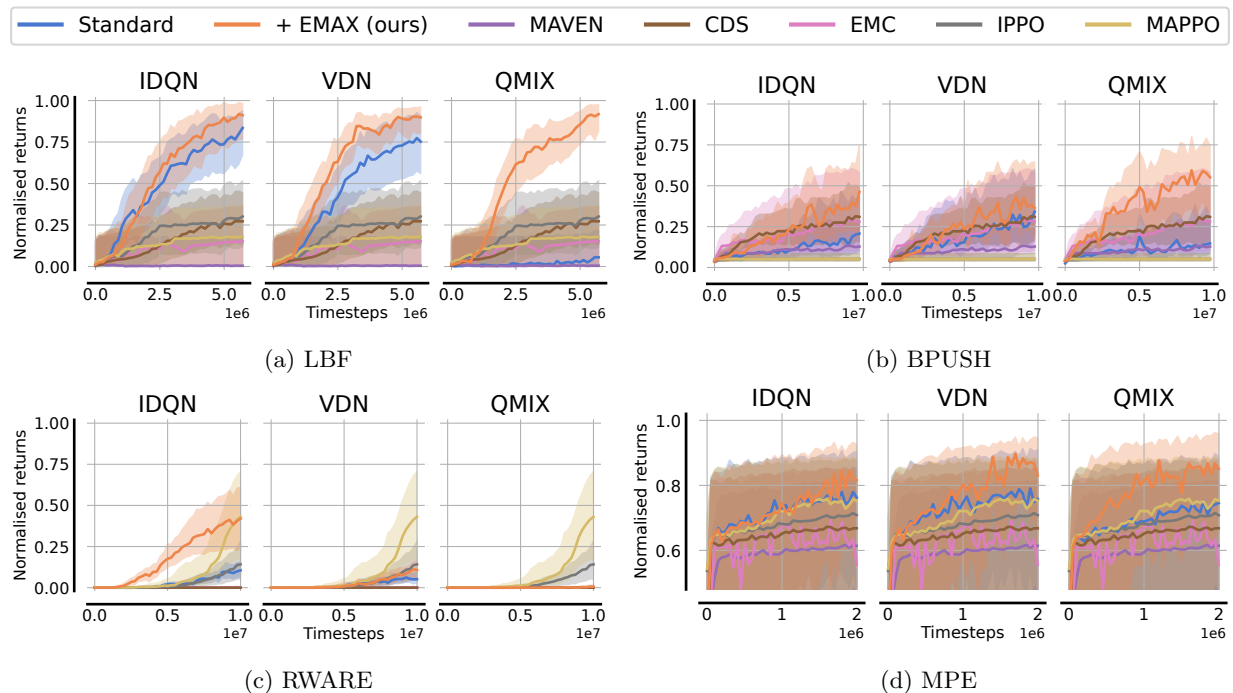 Standard + EMAX (ours) MAVEN CDS EMC IPPO MAPPO
IDQN VDN QMIX
Normalised returns
1.00
0.75
0.50
0.25
0.00
0.0 2.5 5.0 0.0 2.5 5.0 0.0 2.5 5.0
1e6 Timesteps 1e6 1e6
(a) LBF
IDQN VDN QMIX
Normalised returns
1.00
0.75
0.50
0.25
0.00
0.0 0.5 1.0 0.0 0.5 1.0 0.0 0.5 1.0
1e7 Timesteps 1e7 1e7
(b) BPUSH
IDQN VDN QMIX
Normalised returns
1.00
0.75
0.50
0.25
0.00
0.0 0.5 1.0 0.0 0.5 1.0 0.0 0.5 1.0
1e7 Timesteps 1e7 1e7
(c) RWARE
IDQN VDN QMIX
Normalised returns
1.0
0.8
0.6
0 1 2 0 1 2 0 1 2
1e6 Timesteps 1e6 1e6
(d) MPE